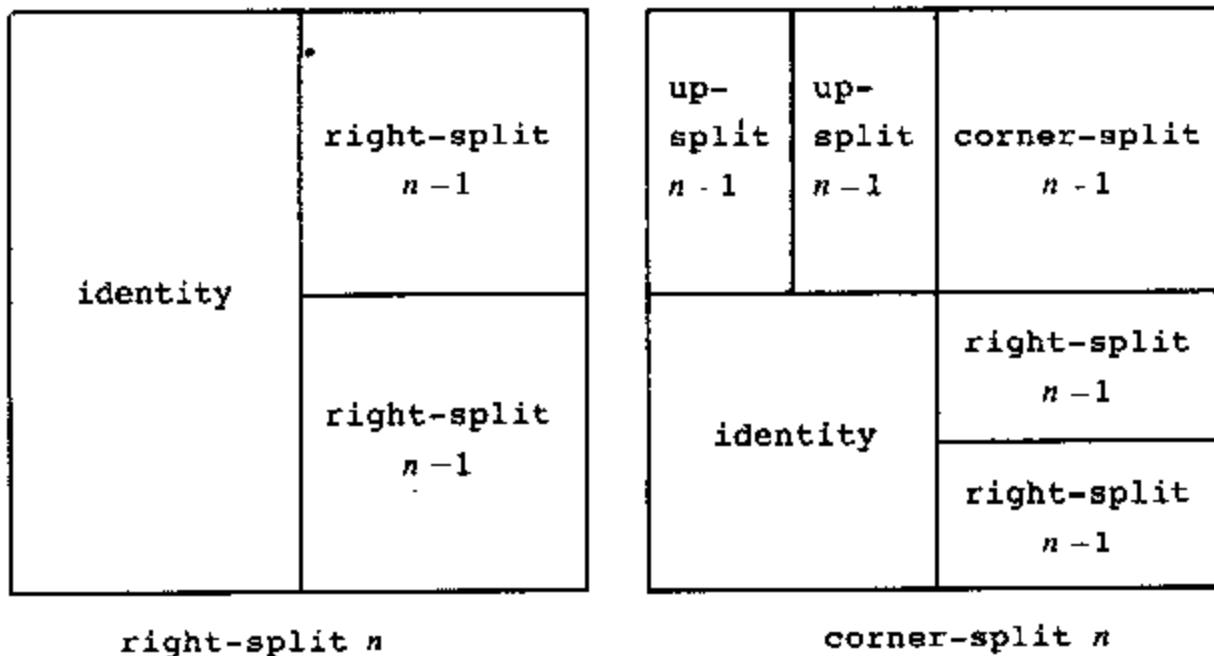 identity
right-split
n-1
right-split
n-1
right-split n
up-
split
n-1
up-
split
n-1
corner-split
n-1
identity
right-split
n-1
right-split
n-1
corner-split n